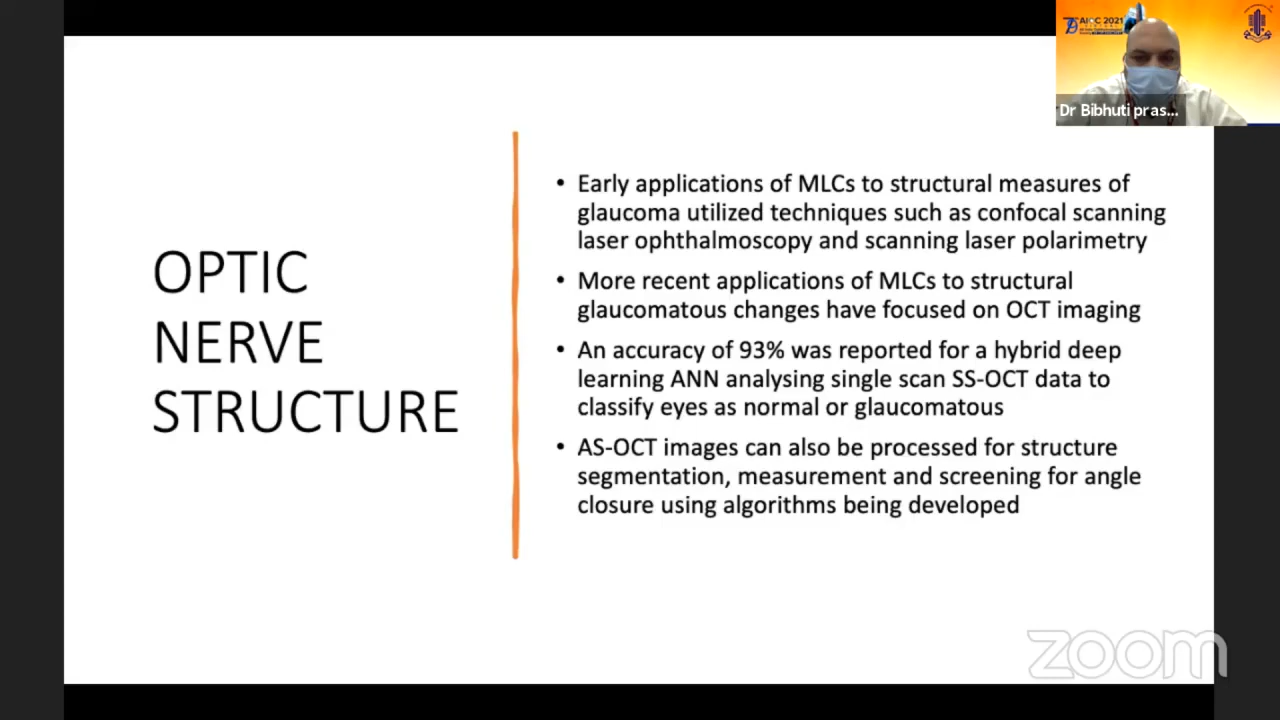 AIOC 2021
Dr Bibhuti pras...
OPTIC
NERVE
STRUCTURE
• Early applications of MLCs to structural measures of
glaucoma utilized techniques such as confocal scanning
laser ophthalmoscopy and scanning laser polarimetry
• More recent applications of MLCs to structural
glaucomatous changes have focused on OCT imaging
• An accuracy of 93% was reported for a hybrid deep
learning ANN analysing single scan SS-OCT data to
classify eyes as normal or glaucomatous
• AS-OCT images can also be processed for structure
segmentation, measurement and screening for angle
closure using algorithms being developed
zoom